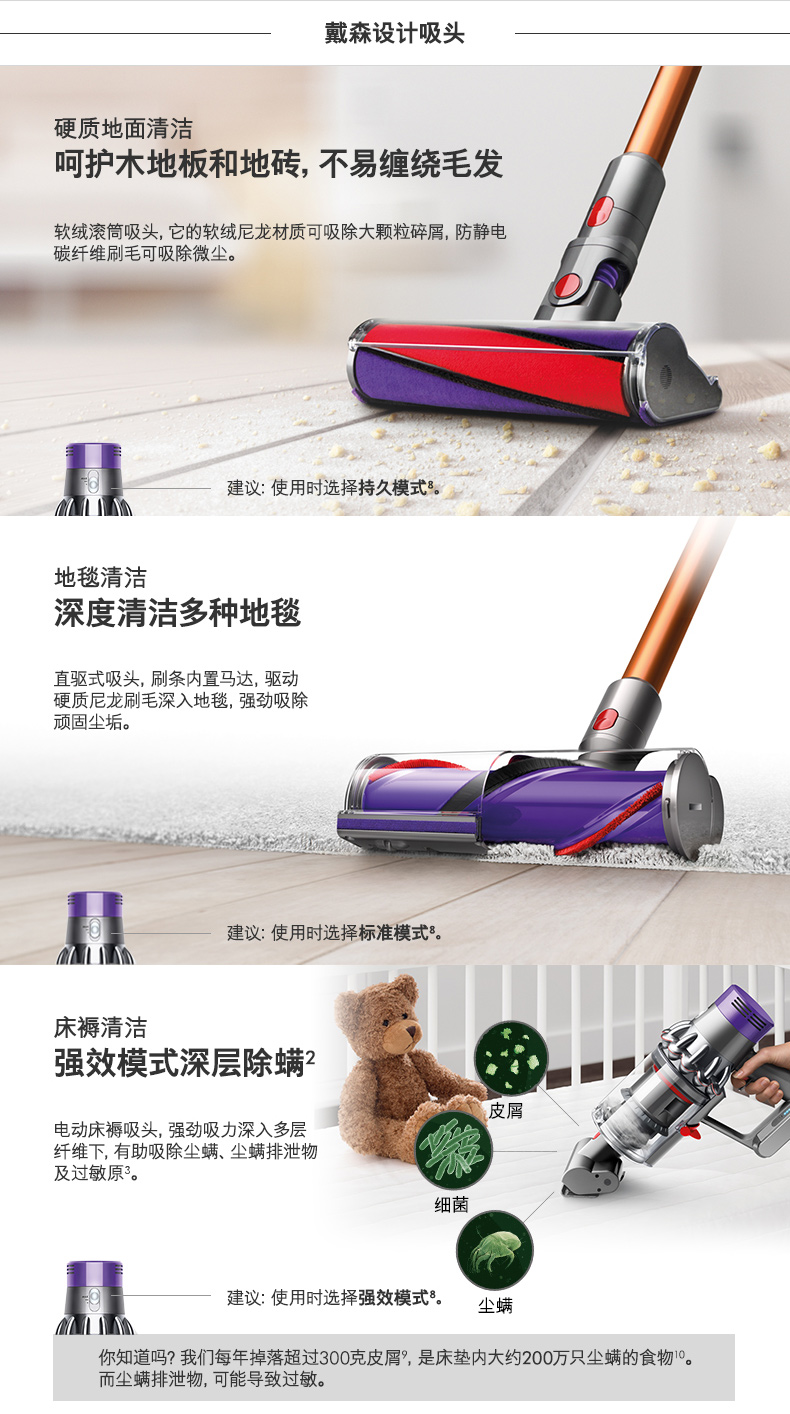 戴森设计吸头
硬质地面清洁
呵护木地板和地砖, 不易缠绕毛发
软绒滚筒吸头, 它的软绒尼龙材质可吸除大颗粒碎屑, 防静电
碳纤维刷毛可吸除微尘。
建议: 使用时选择持久模式⁸。
地毯清洁
深度清洁多种地毯
直驱式吸头, 刷条内置马达, 驱动
硬质尼龙刷毛深入地毯, 强劲吸除
顽固尘垢。
建议: 使用时选择标准模式⁸。
床褥清洁
强效模式深层除螨²
电动床褥吸头, 强劲吸力深入多层
纤维下, 有助吸除尘螨、尘螨排泄物
及过敏原³。
皮屑
细菌
尘螨
建议: 使用时选择强效模式⁸。
你知道吗? 我们每年掉落超过300克皮屑⁹, 是床垫内大约200万只尘螨的食物¹⁰。
而尘螨排泄物, 可能导致过敏。